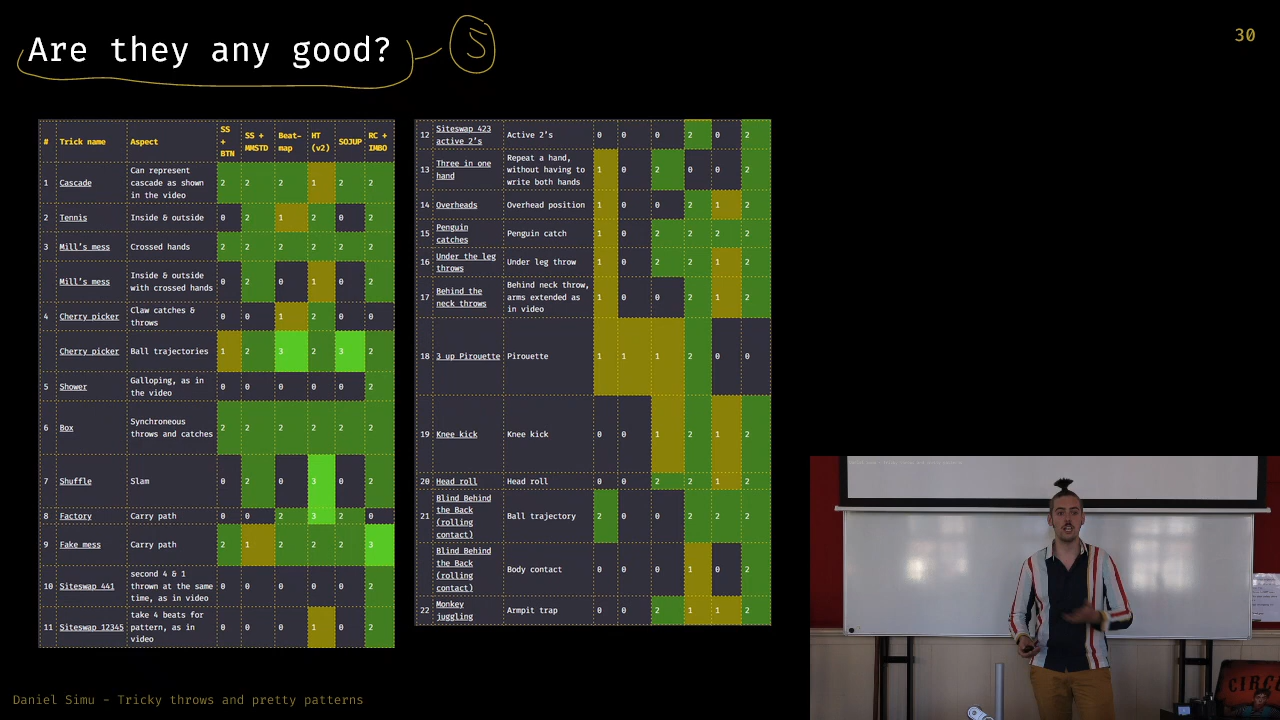 Are they any good?
5
30
# Trick name Aspect SS + BTN SS + MMSTD Beat-map HT (v2) SOJUP RC + IMBO
1 Cascade Can represent cascade as shown in the video 2 2 2 1 2 2
2 Tennis Inside & outside 0 2 1 2 0 2
3 Mill's mess Crossed hands 2 2 2 2 2 2
Mill's mess Inside & outside with crossed hands 0 2 0 1 0 2
4 Cherry picker Claw catches & throws 0 0 1 2 0 0
Cherry picker Ball trajectories 1 2 3 2 3 2
5 Shower Galloping, as in the video 0 0 0 0 0 2
6 Box Synchroneous throws and catches 2 2 2 2 2 2
7 Shuffle Slam 0 2 0 3 0 2
8 Factory Carry path 0 0 2 3 2 0
9 Fake mess Carry path 2 1 2 2 2 3
10 Siteswap 441 second 4 & 1 thrown at the same time, as in video 0 0 0 0 0 2
11 Siteswap 12345 take 4 beats for pattern, as in video 0 0 0 1 0 2
12 Siteswap 423 active 2's Active 2's 0 0 0 2 0 2
13 Three in one hand Repeat a hand, without having to write both hands 1 0 2 0 0 2
14 Overheads Overhead position 1 0 0 2 1 2
15 Penguin catches Penguin catch 1 0 2 2 2 2
16 Under the leg throws Under leg throw 1 0 2 2 1 2
17 Behind the neck throws Behind neck throw, arms extended as in video 1 0 0 2 1 2
18 3 up Pirouette Pirouette 1 1 1 2 0 0
19 Knee kick Knee kick 0 0 1 2 1 2
20 Head roll Head roll 0 0 2 2 1 2
21 Blind Behind the Back (rolling contact) Ball trajectory 2 0 2 2 2 2
Blind Behind the Back (rolling contact) Body contact 0 0 0 1 0 2
22 Monkey juggling Armpit trap 0 0 2 1 1 2
CIRC
Daniel Simu - Tricky throws and pretty patterns